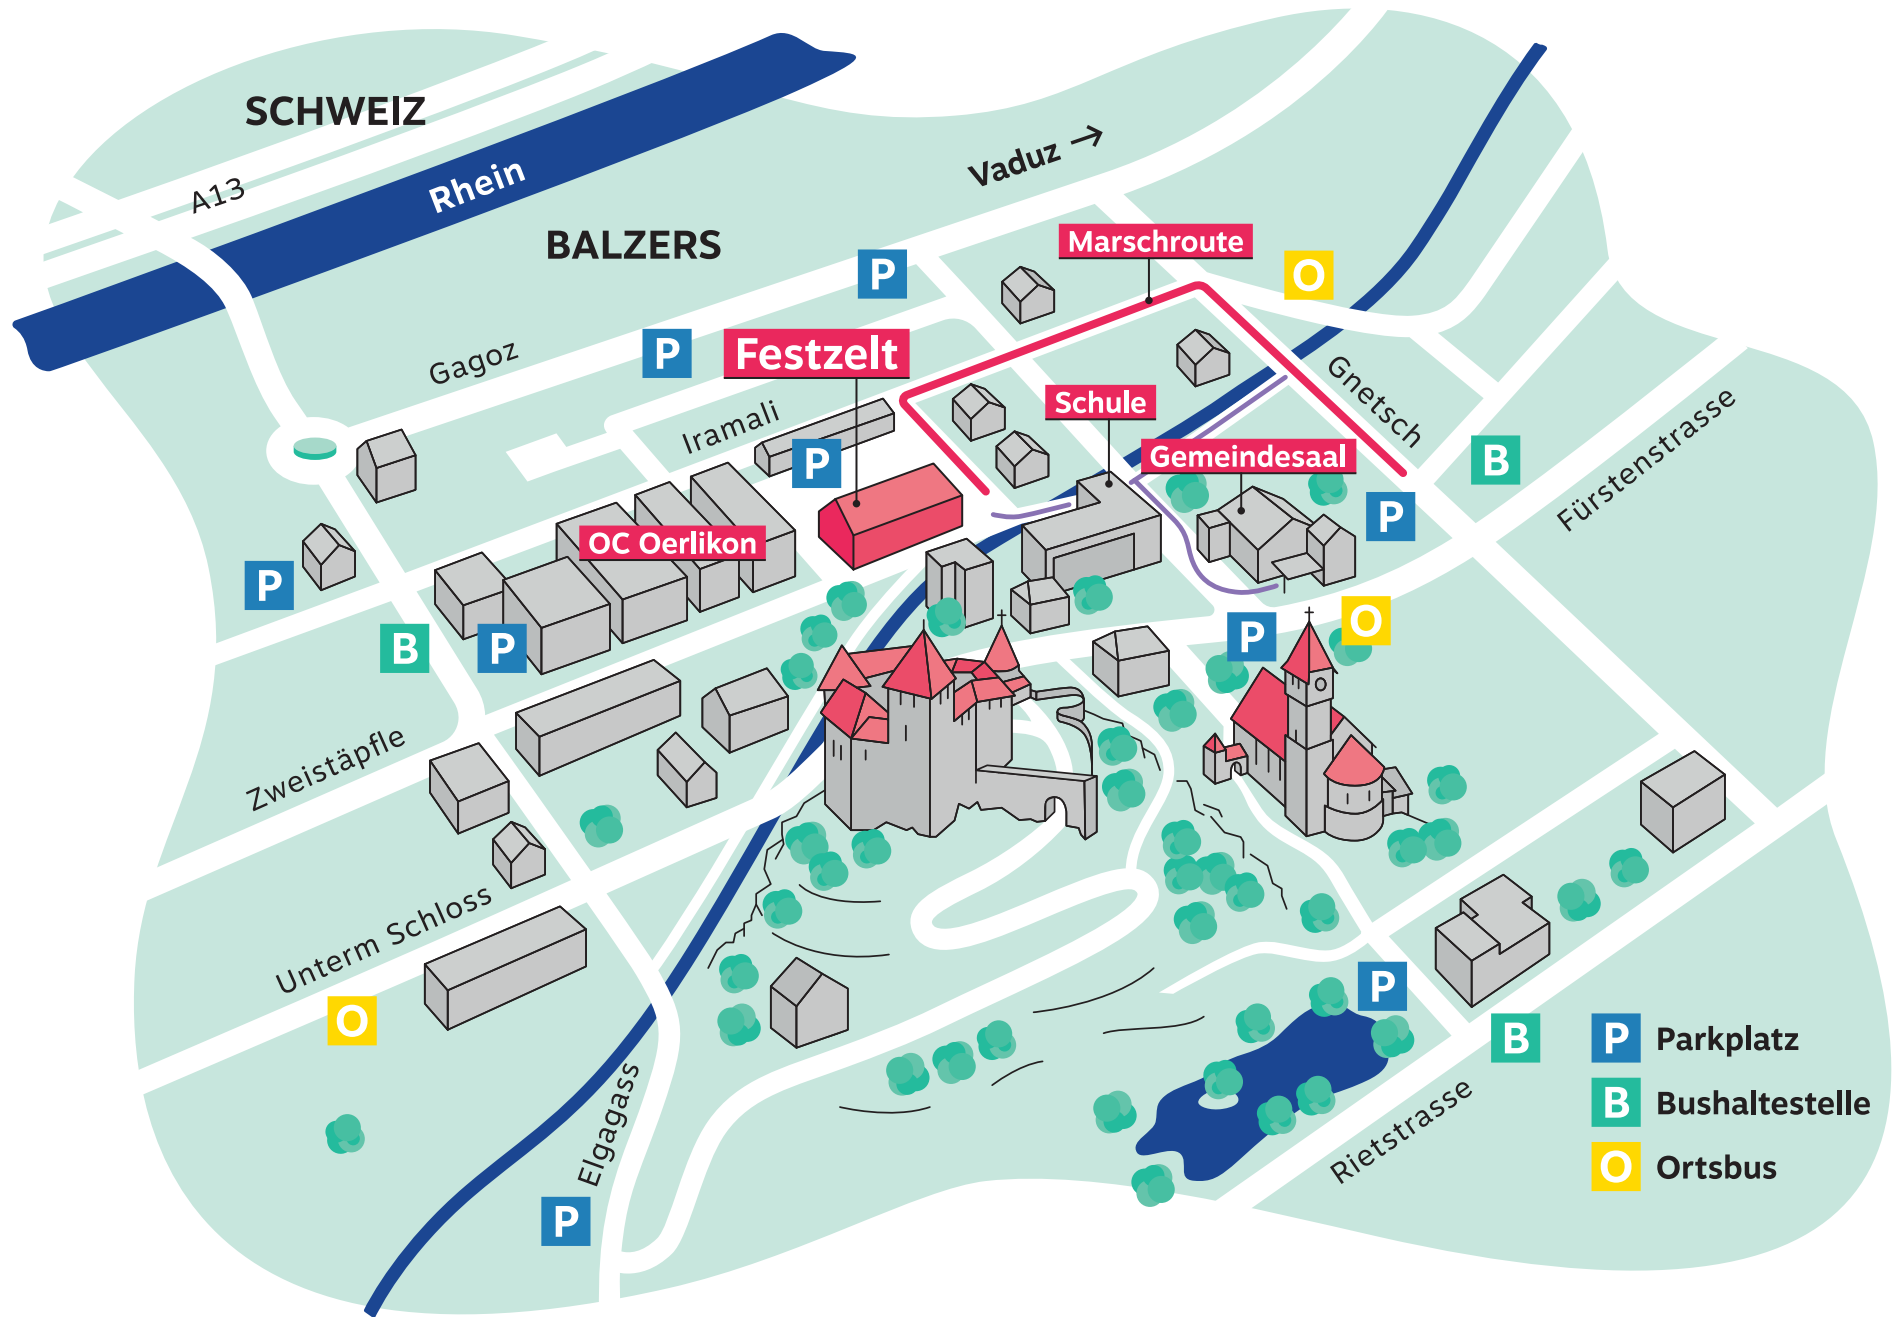 SCHWEIZ
A13
Rhein
BALZERS
Vaduz →
Marschroute
P
O
Gagoz
P
Festzelt
Iramali
P
Schule
Gnetsch
Gemeindesaal
B
Fürstenstrasse
P
OC Oerlikon
P
B
P
P
O
Zweistäpfle
Unterm Schloss
O
Elgagass
P
P
B
Rietstrasse
P Parkplatz
B Bushaltestelle
O Ortsbus